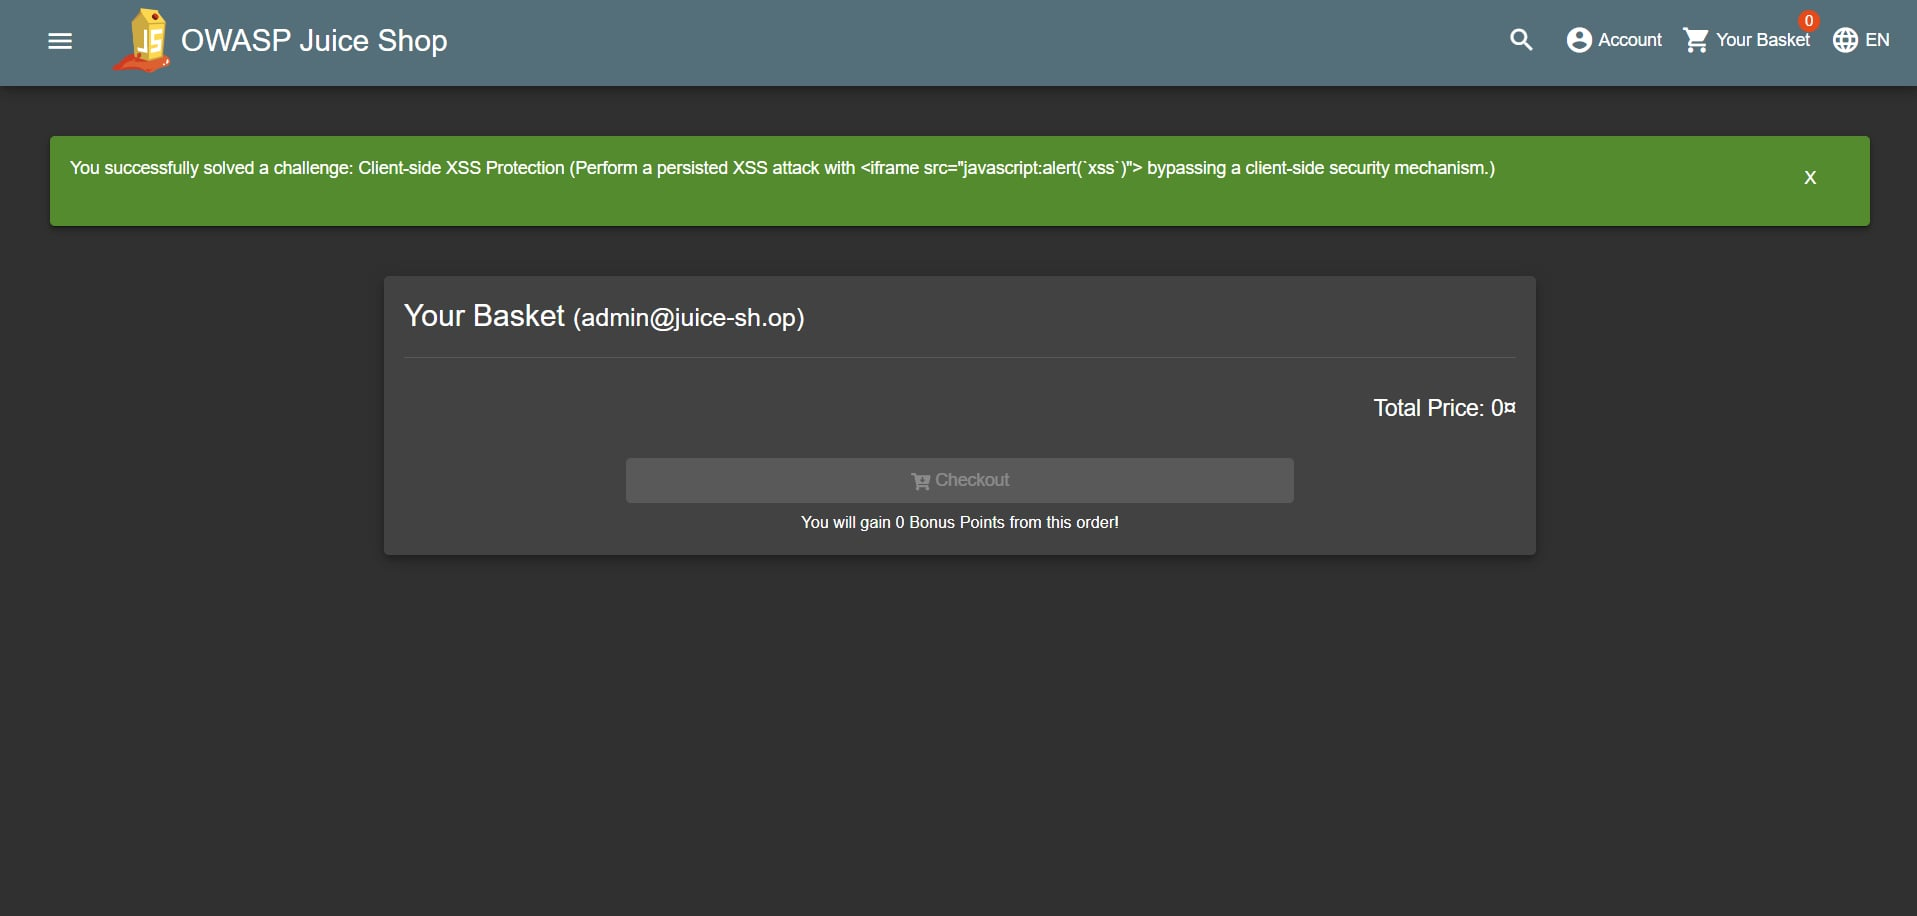 JS
OWASP Juice Shop
Account
Your Basket
0
EN
You successfully solved a challenge: Client-side XSS Protection (Perform a persisted XSS attack with <iframe src="javascript:alert(`xss`)"> bypassing a client-side security mechanism.)
X
Your Basket (admin@juice-sh.op)
Total Price: 0¤
Checkout
You will gain 0 Bonus Points from this order!